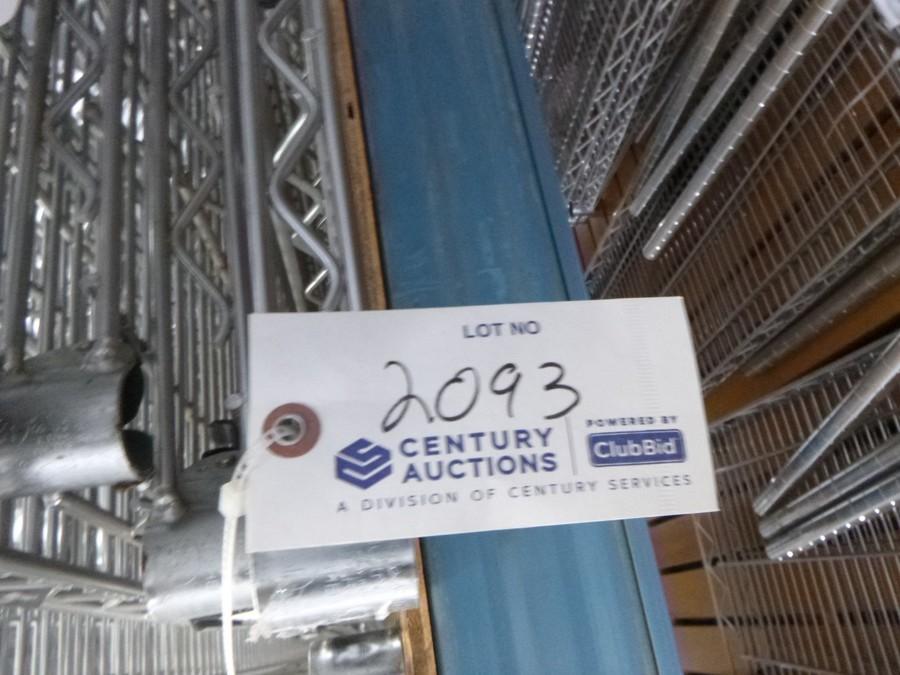 LOT NO
2093
CENTURY
AUCTIONS
POWERED BY
ClubBid
A DIVISION OF CENTURY SERVICES